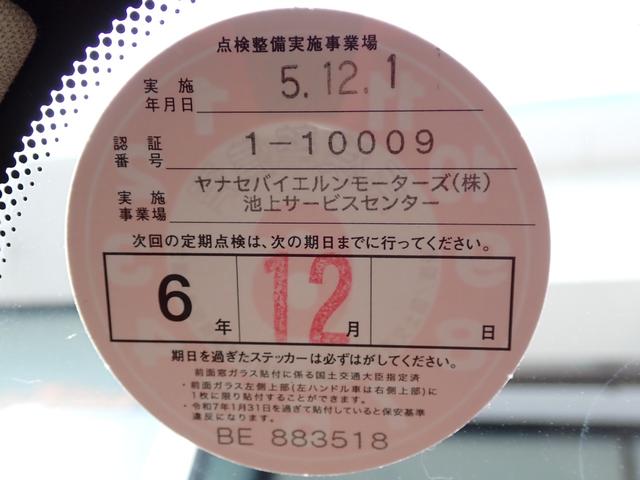 点検整備実施事業場
実施
年月日 5.12.1
認証
番号 1-10009
実施
事業場 ヤナセバイエルンモーターズ(株)
池上サービスセンター
次回の定期点検は、次の期日までに行ってください。
6年 12月 日
期日を過ぎたステッカーは必ずはがしてください。
前面窓ガラス貼付に係る国土交通大臣指定済
・前面ガラス左側上部(左ハンドル車は右側上部)に
1枚に限り貼付することができます。
・令和7年1月31日を過ぎて貼付していると保安基準
違反になります。
BE 883518